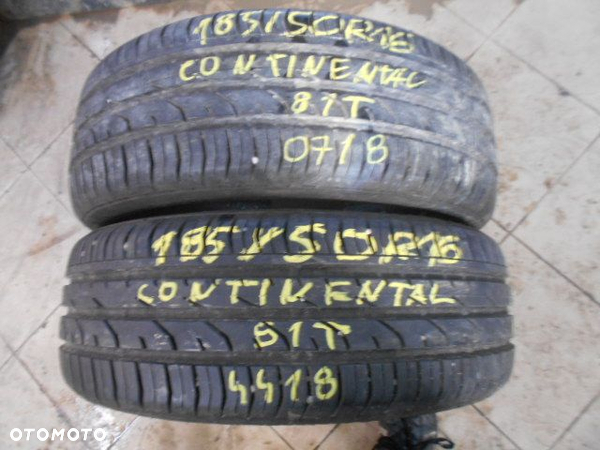 185/50R16
CONTINENTAL
81T
0718
185/50R16
CONTINENTAL
81T
4418
OTOMOTO